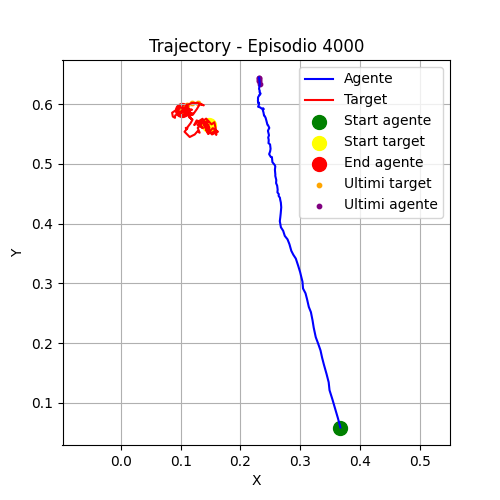 Trajectory - Episodio 4000
Agente
Target
Start agente
Start target
End agente
Ultimi target
Ultimi agente
Y
0.6
0.5
0.4
0.3
0.2
0.1
0.0 0.1 0.2 0.3 0.4 0.5
X